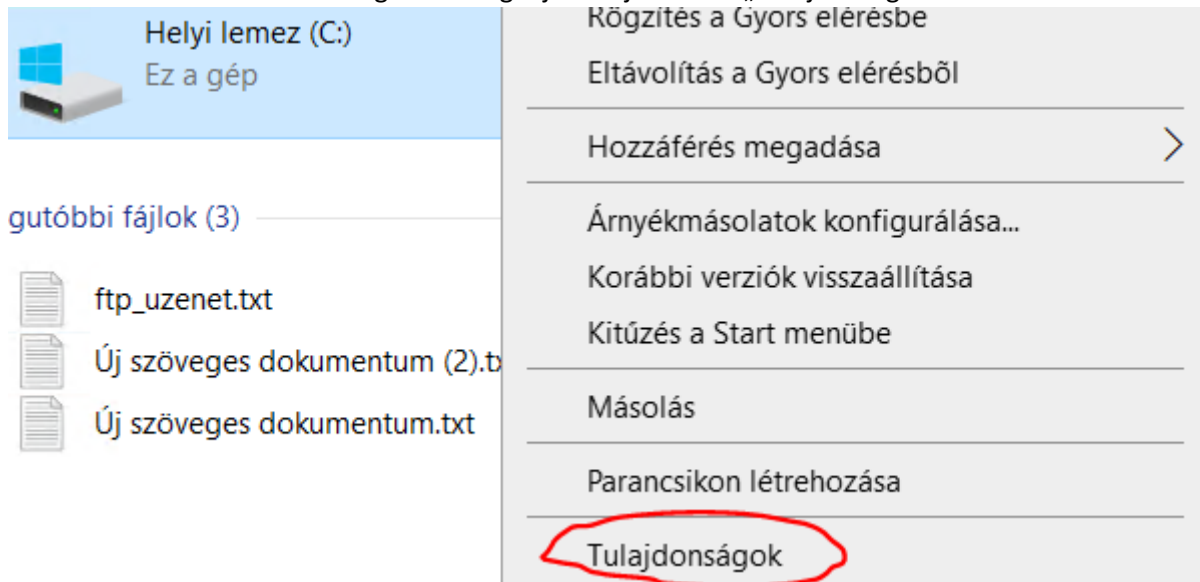 Helyi lemez (C:)
Ez a gép
gutóbbi fájlok (3)
ftp_uzenet.txt
Új szöveges dokumentum (2).tx
Új szöveges dokumentum.txt
Rögzítés a Gyors elérésbe
Eltávolítás a Gyors elérésből
Hozzáférés megadása
Árnyékmásolatok konfigurálása...
Korábbi verziók visszaállítása
Kitűzés a Start menübe
Másolás
Parancsikon létrehozása
Tulajdonságok